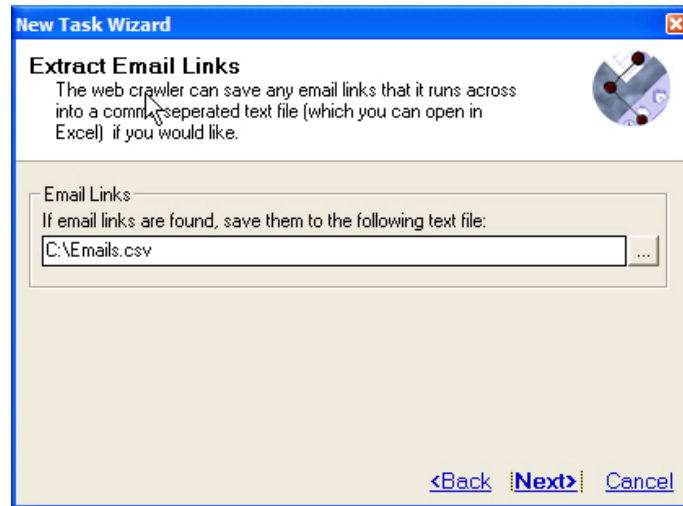 New Task Wizard
Extract Email Links
The web crawler can save any email links that it runs across
into a comma-seperated text file (which you can open in
Excel) if you would like.
Email Links
If email links are found, save them to the following text file:
C:\Emails.csv
...
<Back Next> Cancel